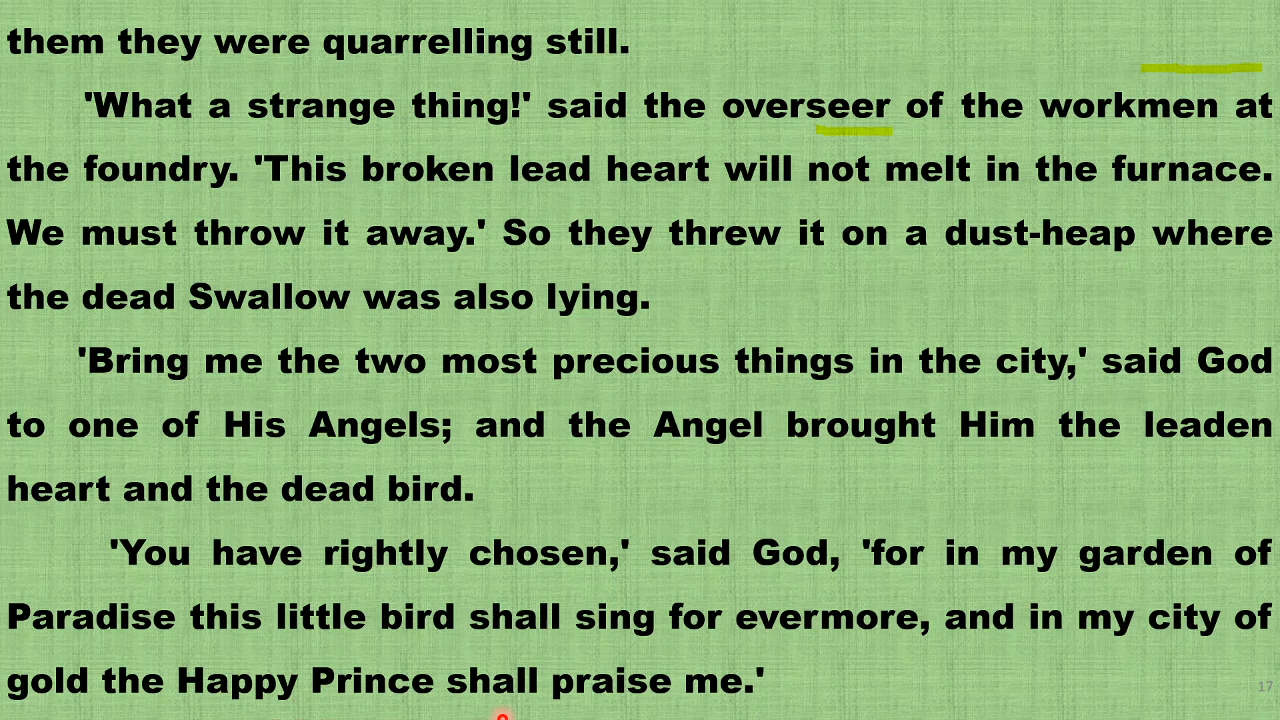 them they were quarrelling still.
'What a strange thing!' said the overseer of the workmen at
the foundry. 'This broken lead heart will not melt in the furnace.
We must throw it away.' So they threw it on a dust-heap where
the dead Swallow was also lying.
'Bring me the two most precious things in the city,' said God
to one of His Angels; and the Angel brought Him the leaden
heart and the dead bird.
'You have rightly chosen,' said God, 'for in my garden of
Paradise this little bird shall sing for evermore, and in my city of
gold the Happy Prince shall praise me.'
17